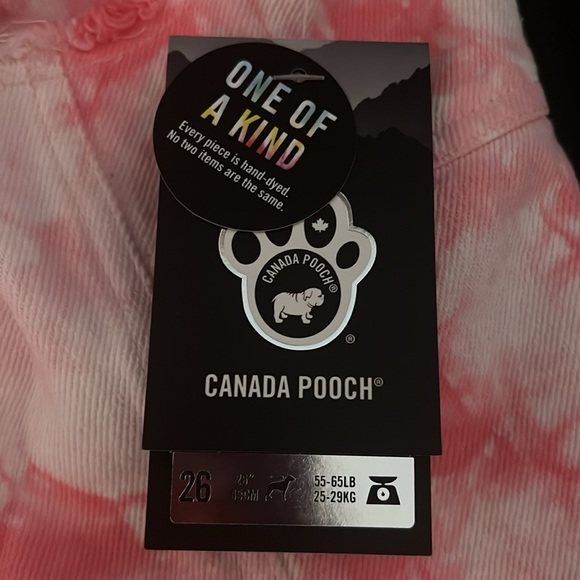 ONE OF
A KIND
Every piece is hand-dyed.
No two items are the same.
CANADA POOCH®
®
CANADA POOCH®
26
26"
55-65LB
25-29KG